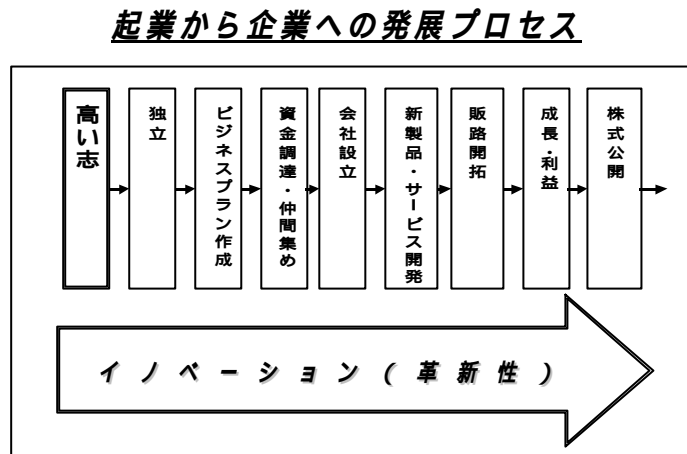 起業から企業への発展プロセス
高い志
独立
ビジネスプラン作成
資金調達・仲間集め
会社設立
新製品・サービス開発
販路開拓
成長・利益
株式公開
イノベーション(革新性)